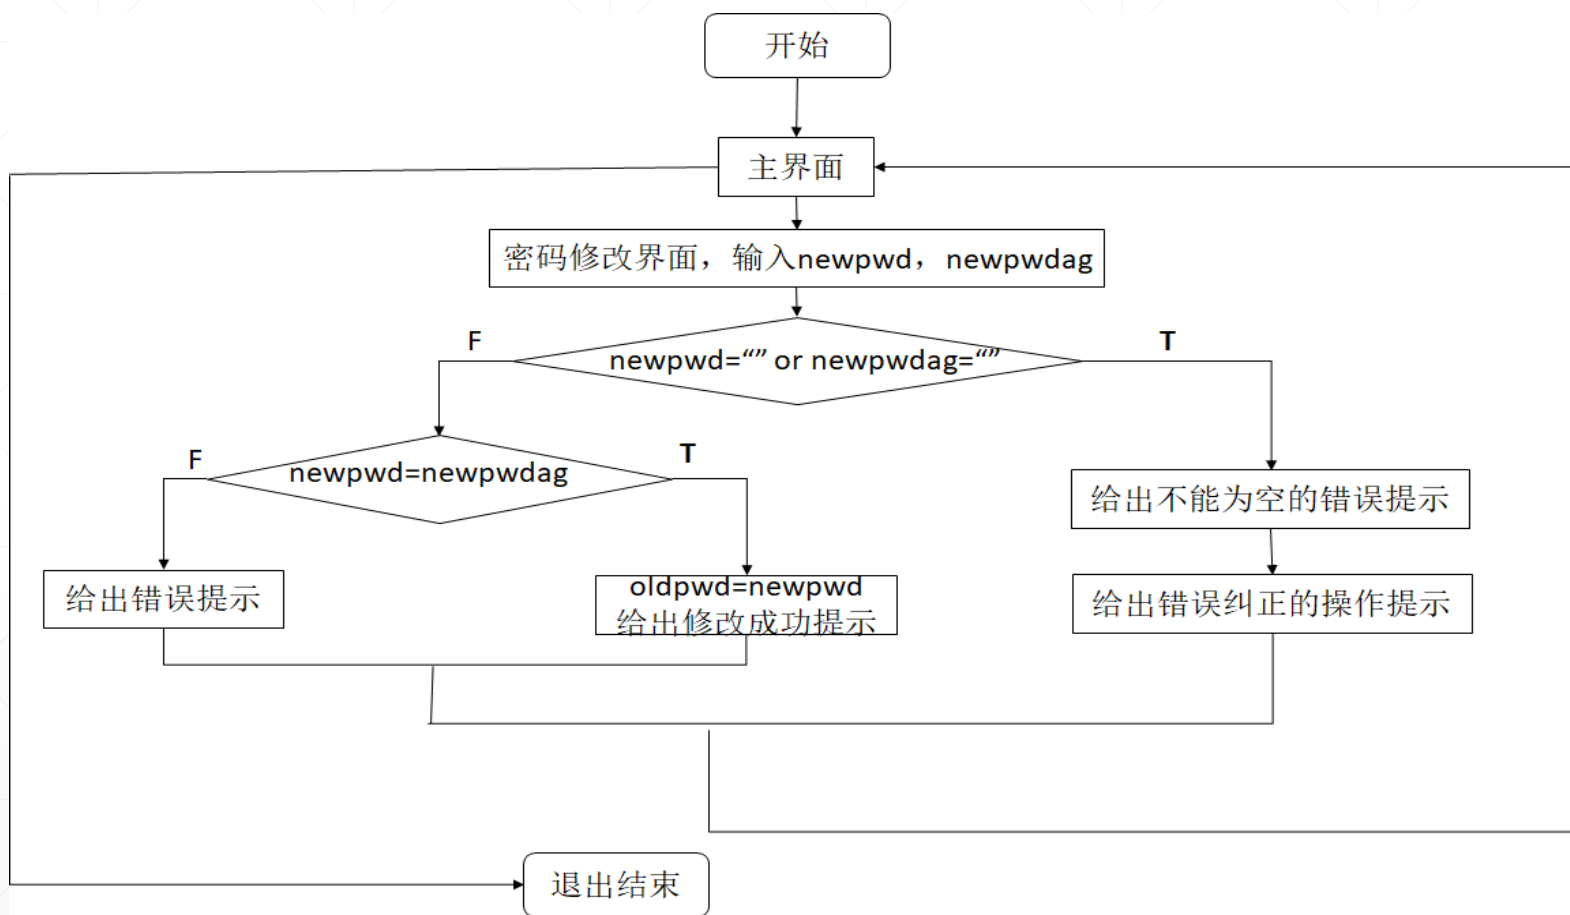 开始
主界面
密码修改界面，输入newpwd，newpwdag
F
T
newpwd=“” or newpwdag=“”
F
T
newpwd=newpwdag
给出不能为空的错误提示
给出错误提示
oldpwd=newpwd
给出修改成功提示
给出错误纠正的操作提示
退出结束